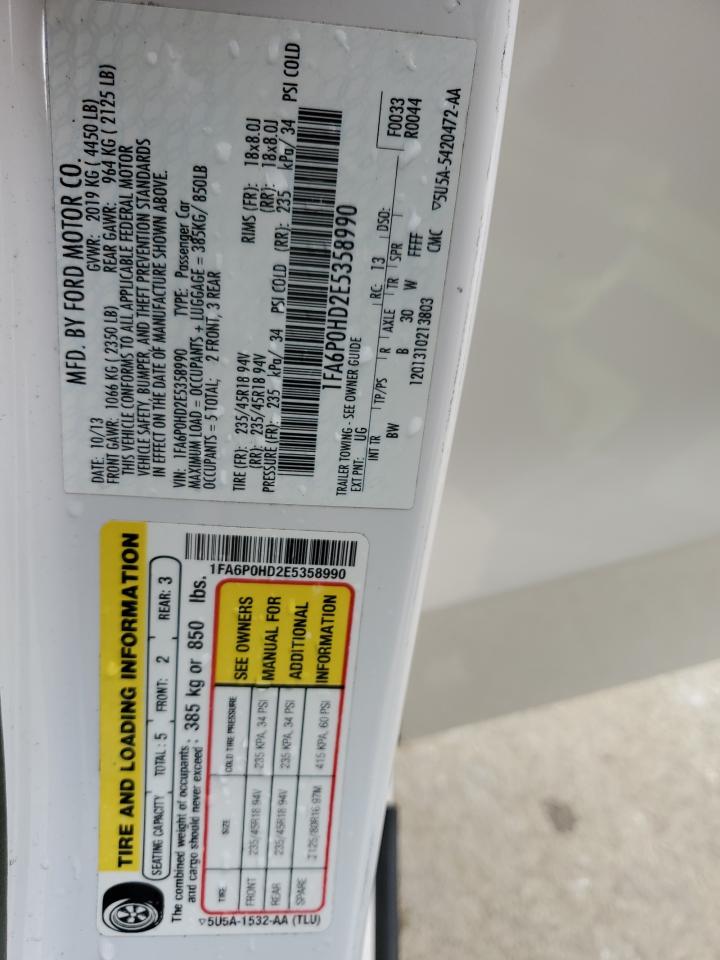 MFD. BY FORD MOTOR CO.
DATE: 10/13 GVWR: 2019 KG ( 4450 LB)
FRONT GAWR: 1066 KG ( 2350 LB) REAR GAWR: 964 KG ( 2125 LB)
THIS VEHICLE CONFORMS TO ALL APPLICABLE FEDERAL MOTOR
VEHICLE SAFETY, BUMPER, AND THEFT PREVENTION STANDARDS
IN EFFECT ON THE DATE OF MANUFACTURE SHOWN ABOVE.
VIN: 1FA6P0HD2E5358990 TYPE: Passenger Car
MAXIMUM LOAD = OCCUPANTS + LUGGAGE = 385KG/ 850LB
OCCUPANTS = 5 TOTAL; 2 FRONT, 3 REAR
TIRE (FR): 235/45R18 94V RIMS (FR): 18x8.0J
(RR): 235/45R18 94V (RR): 18x8.0J
PRESSURE (FR): 235 kPa/ 34 PSI COLD (RR): 235 kPa/ 34 PSI COLD
1FA6P0HD2E5358990
TRAILER TOWING - SEE OWNER GUIDE
EXT PNT: UG RC: 13 DSO: F0033
R0044
INT TR TP/PS R AXLE TR SPR
BW B 30 W FFFF
1201310213803 CMC ▽5U5A-5420472-AA
TIRE AND LOADING INFORMATION
SEATING CAPACITY TOTAL : 5 FRONT: 2 REAR: 3
The combined weight of occupants
and cargo should never exceed : 385 kg or 850 lbs.
1FA6P0HD2E5358990
TIRE SIZE COLD TIRE PRESSURE SEE OWNERS
FRONT 235/45R18 94V 235 KPA, 34 PSI MANUAL FOR
REAR 235/45R18 94V 235 KPA, 34 PSI ADDITIONAL
SPARE T125/80R16 97M 415 KPA, 60 PSI INFORMATION
▽5U5A-1532-AA (TLU)